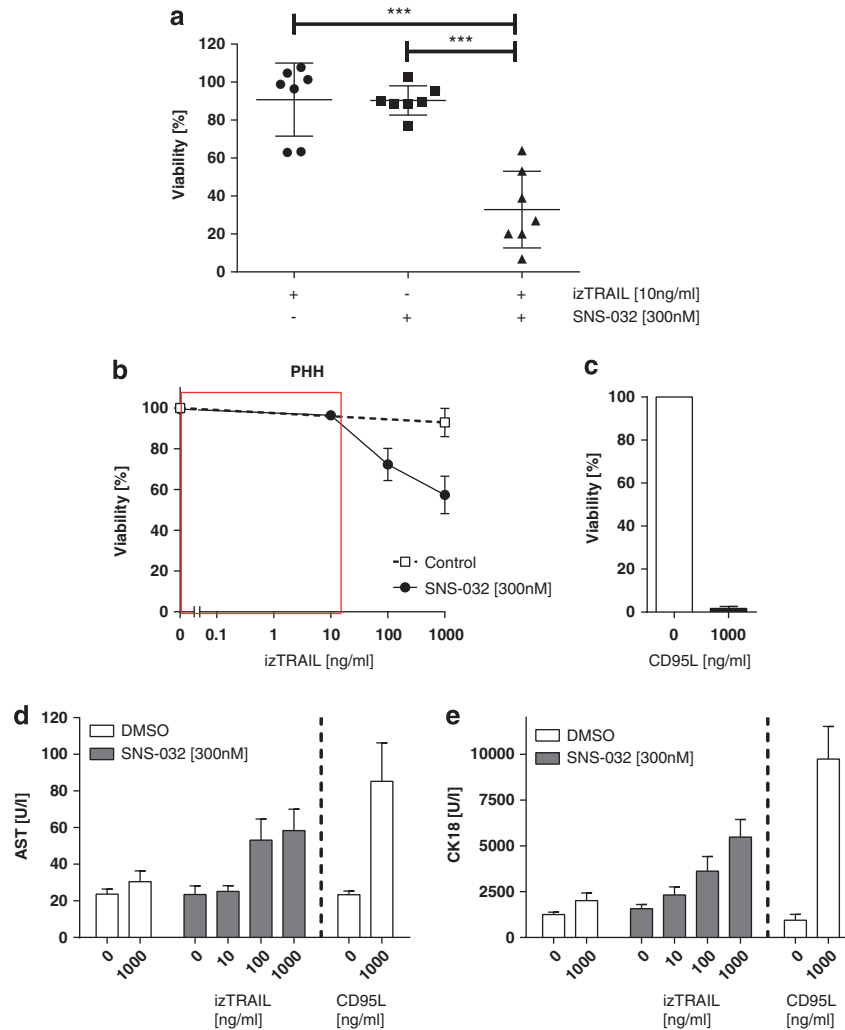 a
***
***
120
100
80
60
40
20
0
Viability [%]
+ - + izTRAIL [10ng/ml]
- + + SNS-032 [300nM]
b
PHH
100
80
60
40
20
0
Viability [%]
Control
SNS-032 [300nM]
0 0.1 1 10 100 1000
izTRAIL [ng/ml]
c
100
80
60
40
20
0
Viability [%]
0 1000
CD95L [ng/ml]
d
120
100
80
60
40
20
0
AST [U/l]
DMSO
SNS-032 [300nM]
0 1000 0 10 100 1000 0 1000
izTRAIL CD95L
[ng/ml] [ng/ml]
e
10000
7500
5000
2500
0
CK18 [U/l]
DMSO
SNS-032 [300nM]
0 1000 0 10 100 1000 0 1000
izTRAIL CD95L
[ng/ml] [ng/ml]